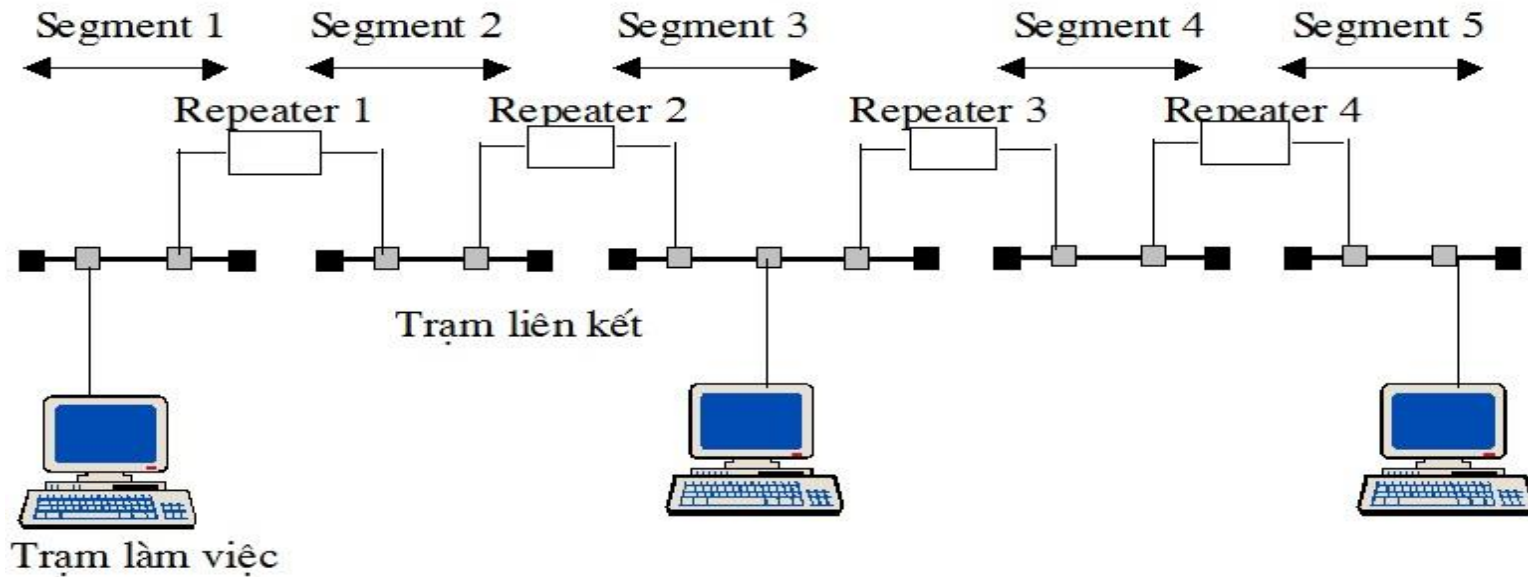 Segment 1 Segment 2 Segment 3 Segment 4 Segment 5
Repeater 1 Repeater 2 Repeater 3 Repeater 4
Trạm liên kết
Trạm làm việc